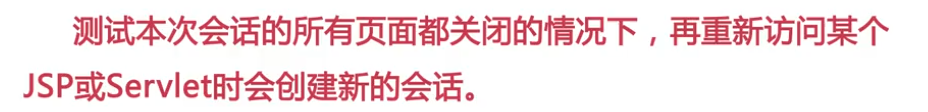 测试本次会话的所有页面都关闭的情况下，再重新访问某个
JSP或Servlet时会创建新的会话。